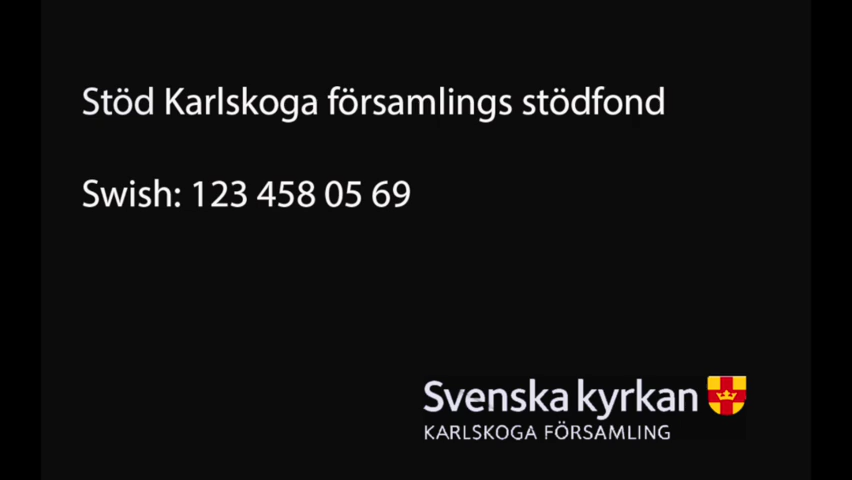 Stöd Karlskoga församlings stödfond
Swish: 123 458 05 69
Svenska kyrkan
KARLSKOGA FÖRSAMLING